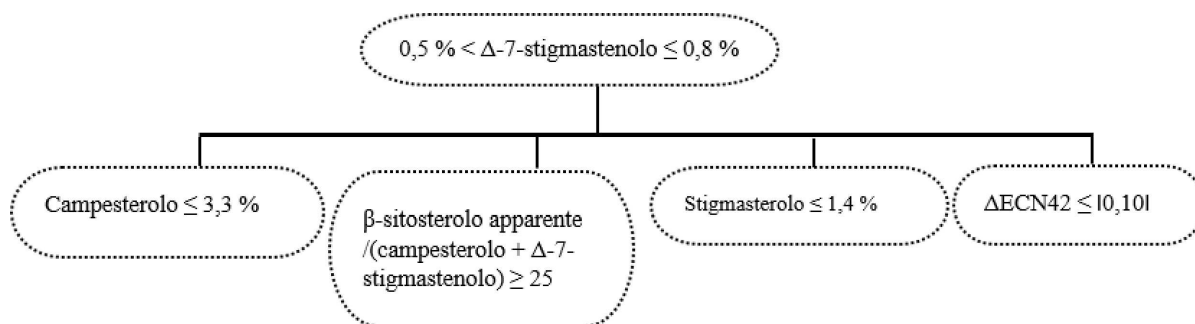 0,5 % < Δ-7-stigmastenolo ≤ 0,8 %
Campesterolo ≤ 3,3 %
β-sitosterolo apparente
/(campesterolo + Δ-7-
stigmastenolo) ≥ 25
Stigmasterolo ≤ 1,4 %
ΔECN42 ≤ |0,10|